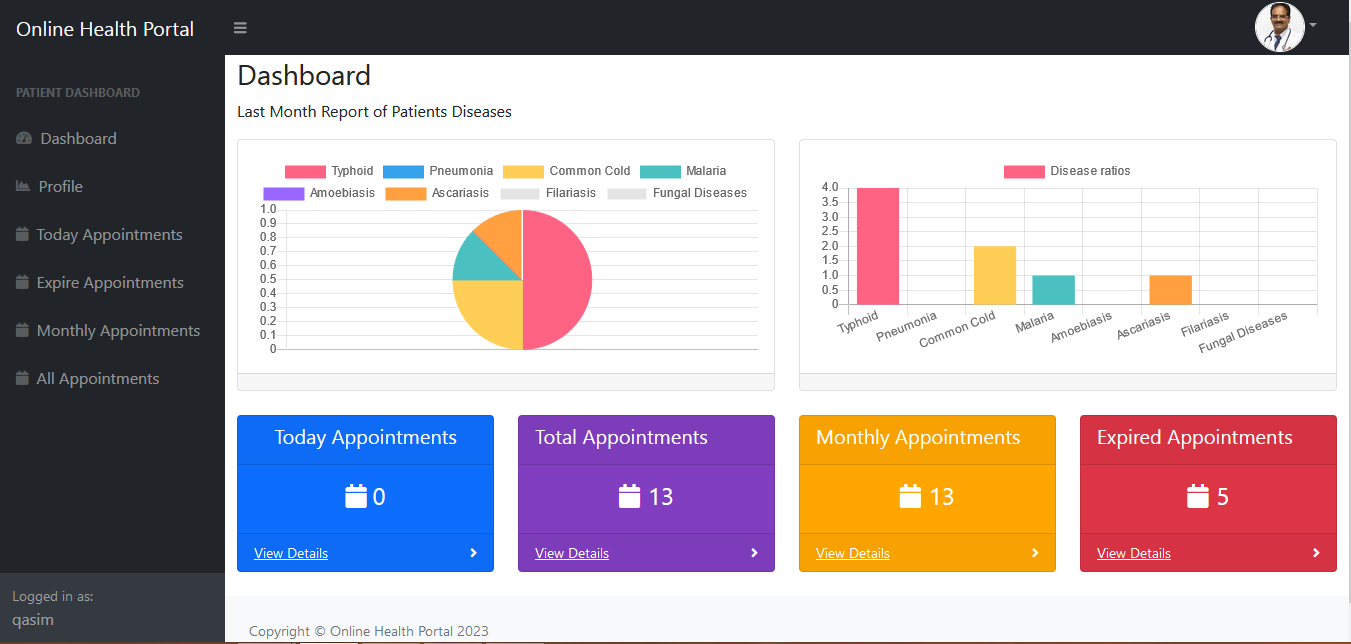 Online Health Portal
PATIENT DASHBOARD
Dashboard
Profile
Today Appointments
Expire Appointments
Monthly Appointments
All Appointments
Logged in as:
qasim
Dashboard
Last Month Report of Patients Diseases
Typhoid Pneumonia Common Cold Malaria
Amoebiasis Ascariasis Filariasis Fungal Diseases
1.0
0.9
0.8
0.7
0.6
0.5
0.4
0.3
0.2
0.1
0
Disease ratios
4.0
3.5
3.0
2.5
2.0
1.5
1.0
0.5
0
Typhoid Pneumonia Common Cold Malaria Amoebiasis Ascariasis Filariasis Fungal Diseases
Today Appointments
0
View Details
Total Appointments
13
View Details
Monthly Appointments
13
View Details
Expired Appointments
5
View Details
Copyright © Online Health Portal 2023